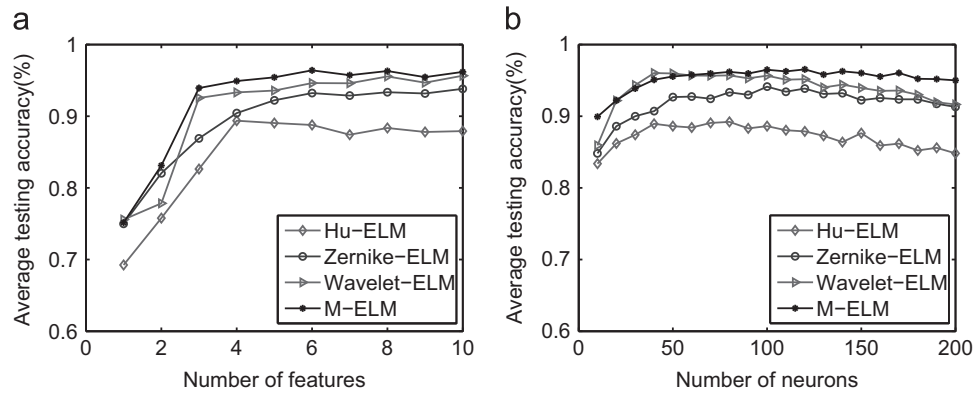 a
1
0.9
0.8
0.7
0.6
Average testing accuracy(%)
Hu−ELM
Zernike−ELM
Wavelet−ELM
M−ELM
0 2 4 6 8 10
Number of features
b
1
0.9
0.8
0.7
0.6
Average testing accuracy(%)
Hu−ELM
Zernike−ELM
Wavelet−ELM
M−ELM
0 50 100 150 200
Number of neurons